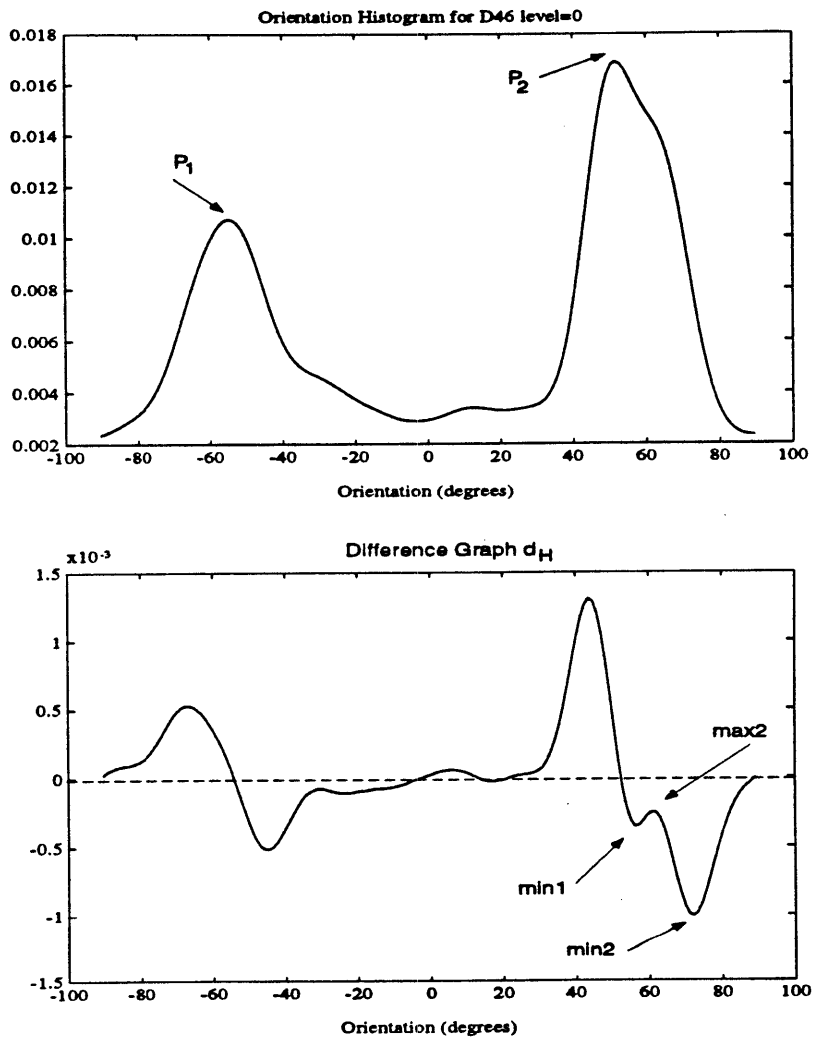 Orientation Histogram for D46 level=0
0.018
0.016
0.014
0.012
0.01
0.008
0.006
0.004
0.002
P1
P2
-100 -80 -60 -40 -20 0 20 40 60 80 100
Orientation (degrees)
x10-3
Difference Graph dH
1.5
1
0.5
0
-0.5
-1
-1.5
max2
min1
min2
-100 -80 -60 -40 -20 0 20 40 60 80 100
Orientation (degrees)